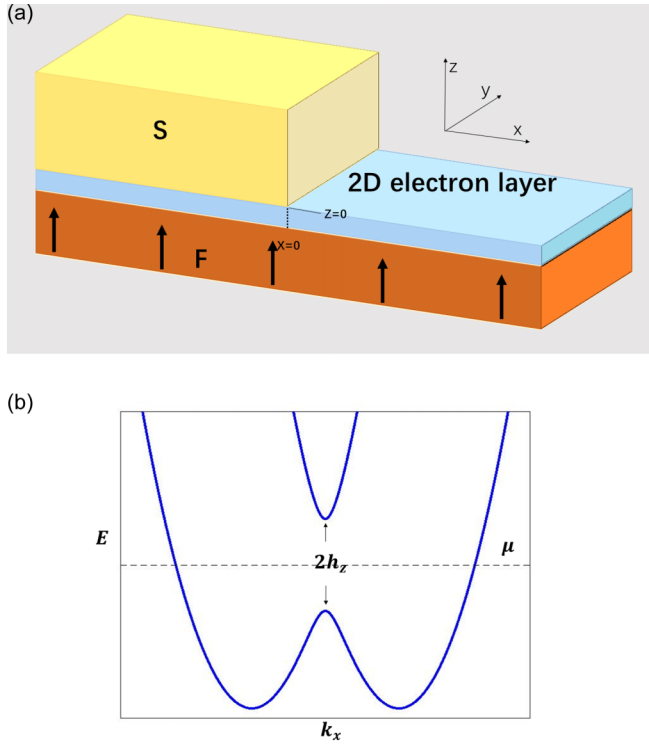 (a)
z
y
x
S
2D electron layer
Z=0
X=0
F
(b)
E
μ
2h_z
k_x